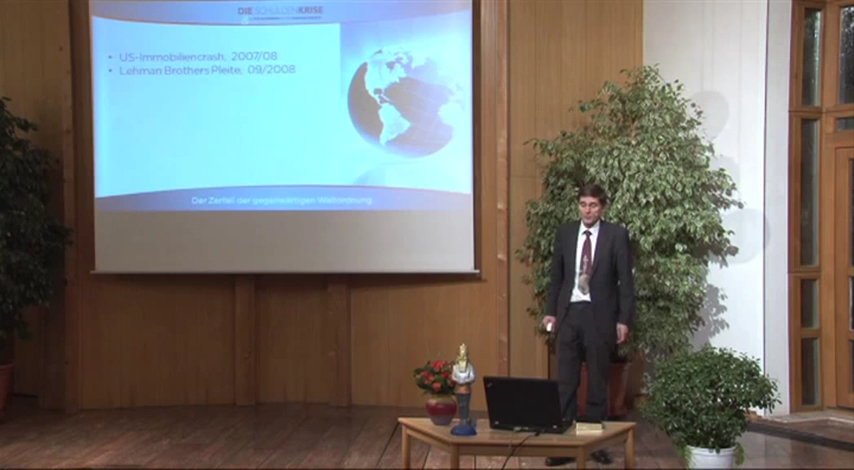 DIE SCHULDENKRISE
• US-Immobiliencrash, 2007/08
• Lehman Brothers Pleite, 09/2008
Der Zerfall der gegenwärtigen Weltordnung